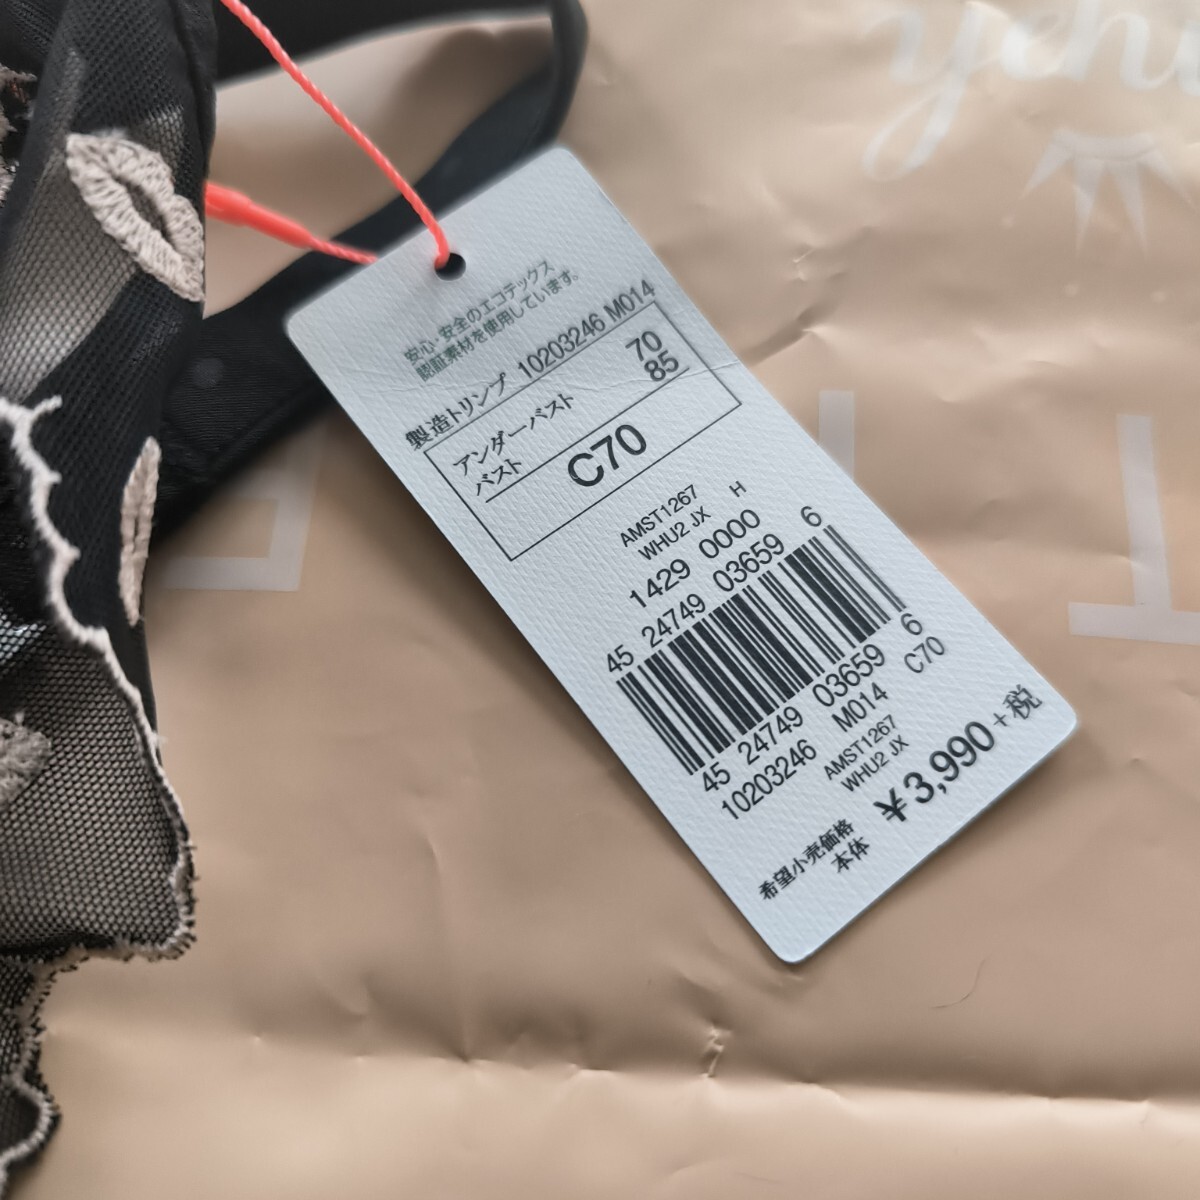 安心・安全のエコテックス
認証素材を使用しています。
製造トリンプ 10203246 M014
アンダーバスト 70
バスト 85
C70
AMST1267 H
WHU2 JX
1429 0000
45 24749 03659 6
45 24749 03659 6
10203246 M014 C70
AMST1267
WHU2 JX
希望小売価格
本体 ¥3,990+税